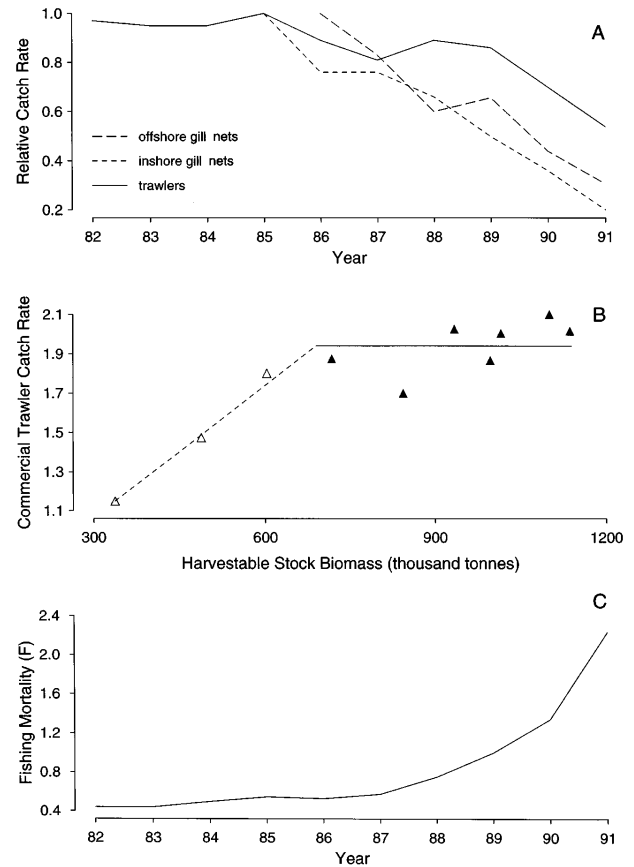 A
Relative Catch Rate
1.0
0.8
0.6
0.4
0.2
offshore gill nets
inshore gill nets
trawlers
82 83 84 85 86 87 88 89 90 91
Year
B
Commercial Trawler Catch Rate
2.1
1.9
1.7
1.5
1.3
1.1
300 600 900 1200
Harvestable Stock Biomass (thousand tonnes)
C
Fishing Mortality (F)
2.4
2.0
1.6
1.2
0.8
0.4
82 83 84 85 86 87 88 89 90 91
Year